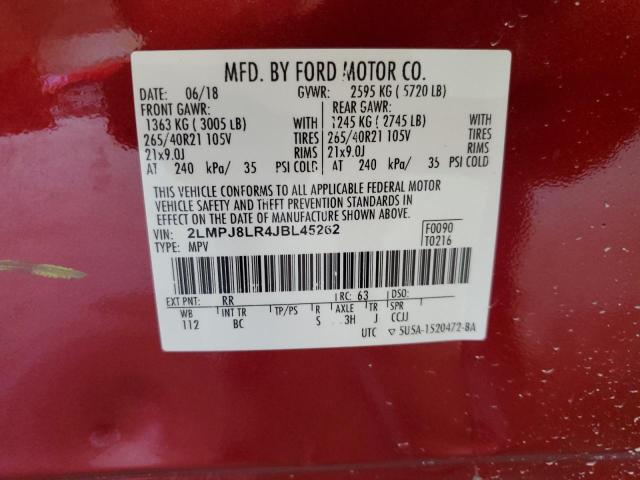 MFD. BY FORD MOTOR CO.
DATE: 06/18 GVWR: 2595 KG ( 5720 LB)
FRONT GAWR: REAR GAWR:
1363 KG ( 3005 LB) WITH 1245 KG ( 2745 LB) WITH
265/40R21 105V TIRES 265/40R21 105V TIRES
21x9.0J RIMS 21x9.0J RIMS
AT 240 kPa/ 35 PSI COLD AT 240 kPa/ 35 PSI COLD
THIS VEHICLE CONFORMS TO ALL APPLICABLE FEDERAL MOTOR
VEHICLE SAFETY AND THEFT PREVENTION STANDARDS IN
EFFECT ON THE DATE OF MANUFACTURE SHOWN ABOVE.
VIN: 2LMPJ8LR4JBL45262 F0090
TYPE: MPV T0216
EXT PNT: RR RC: 63 DSO:
WB INT TR TP/PS R AXLE TR SPR
112 BC S 3H J CCJJ
UTC ▽ 5U5A-1520472-BA